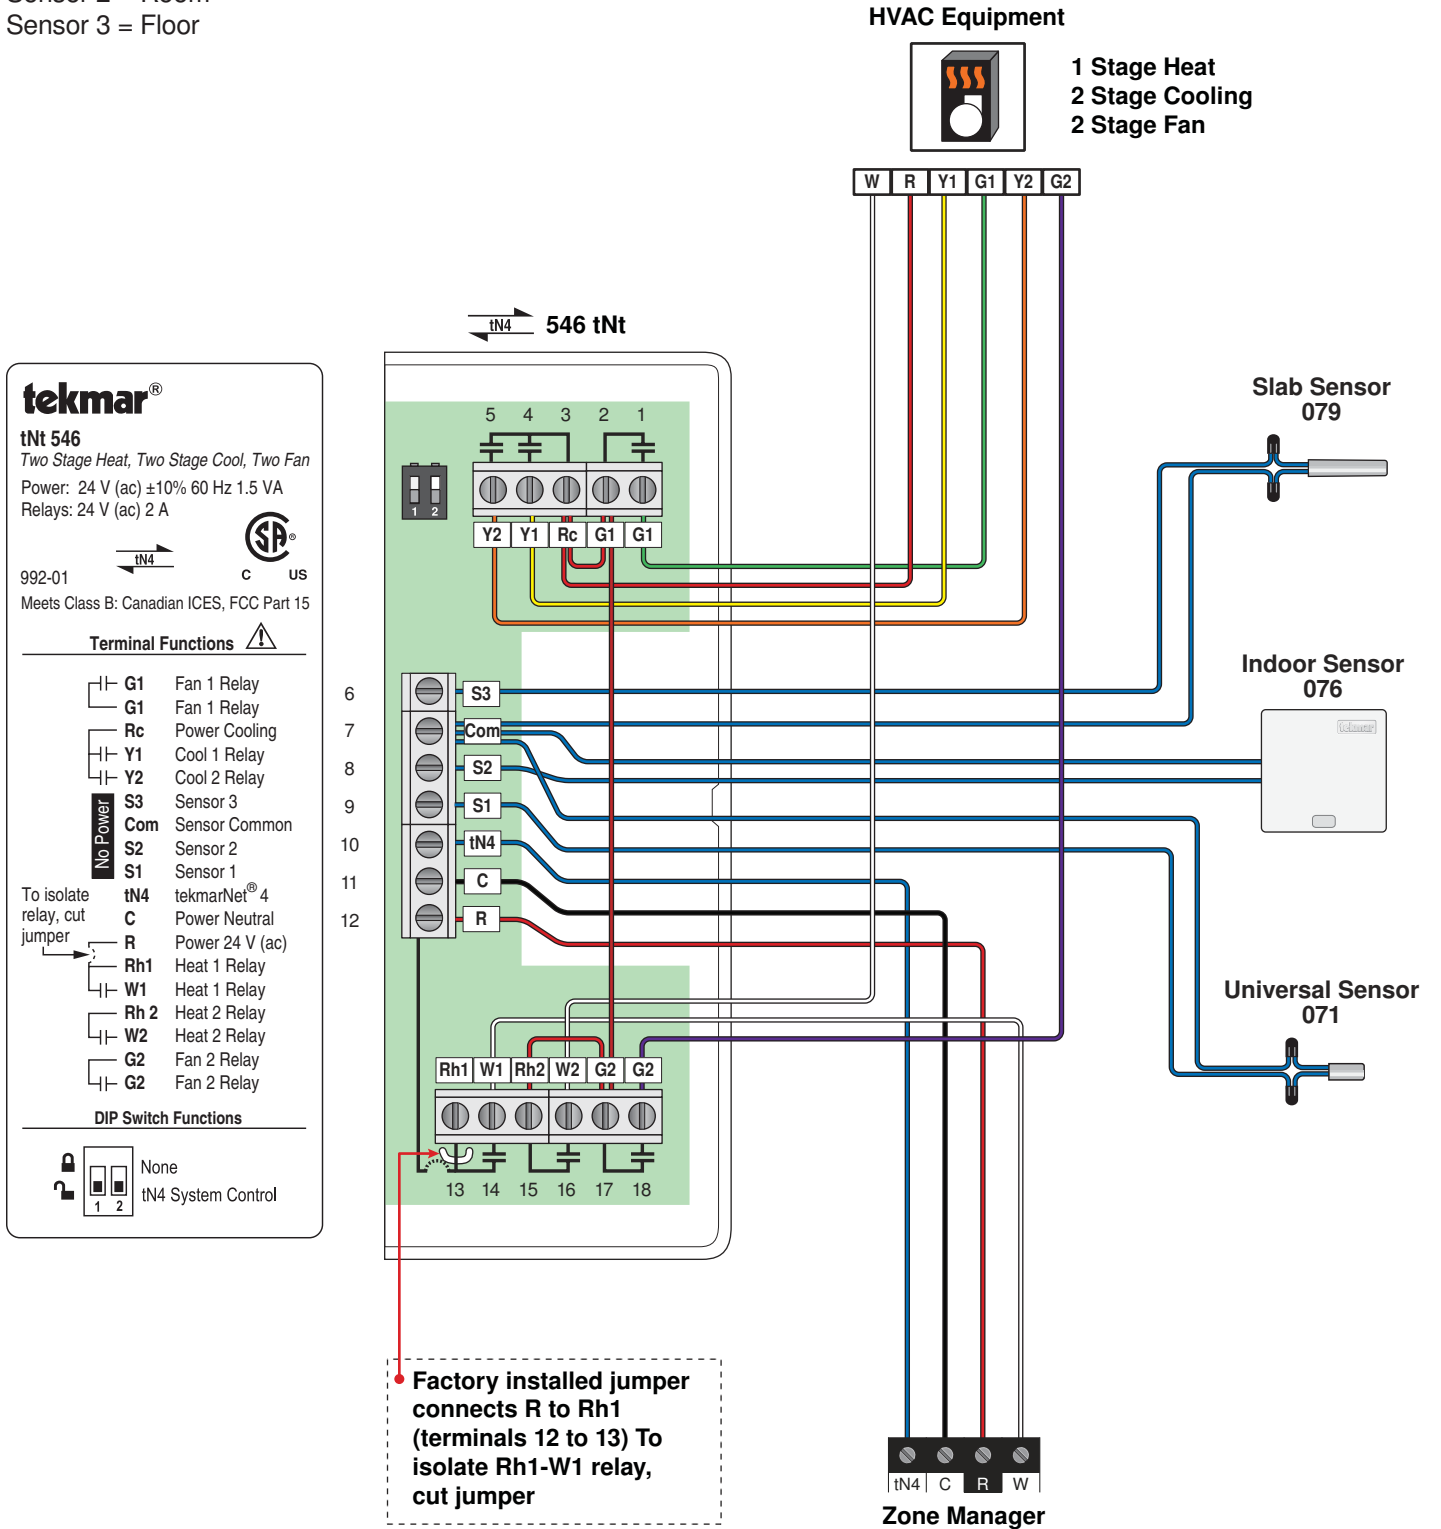 Sensor 3 = Floor
HVAC Equipment
1 Stage Heat
2 Stage Cooling
2 Stage Fan
W R Y1 G1 Y2 G2
tN4 546 tNt
tekmar®
tNt 546
Two Stage Heat, Two Stage Cool, Two Fan
Power: 24 V (ac) ±10% 60 Hz 1.5 VA
Relays: 24 V (ac) 2 A
SA®
C US
tN4
992-01
Meets Class B: Canadian ICES, FCC Part 15
Terminal Functions
G1 Fan 1 Relay
G1 Fan 1 Relay
Rc Power Cooling
Y1 Cool 1 Relay
Y2 Cool 2 Relay
No Power
S3 Sensor 3
Com Sensor Common
S2 Sensor 2
S1 Sensor 1
tN4 tekmarNet® 4
C Power Neutral
R Power 24 V (ac)
Rh1 Heat 1 Relay
W1 Heat 1 Relay
Rh 2 Heat 2 Relay
W2 Heat 2 Relay
G2 Fan 2 Relay
G2 Fan 2 Relay
To isolate
relay, cut
jumper
DIP Switch Functions
None
tN4 System Control
1 2
5 4 3 2 1
1 2
Y2 Y1 Rc G1 G1
6 S3
7 Com
8 S2
9 S1
10 tN4
11 C
12 R
Rh1 W1 Rh2 W2 G2 G2
13 14 15 16 17 18
Slab Sensor
079
Indoor Sensor
076
tekmar
Universal Sensor
071
Factory installed jumper
connects R to Rh1
(terminals 12 to 13) To
isolate Rh1-W1 relay,
cut jumper
tN4 C R W
Zone Manager